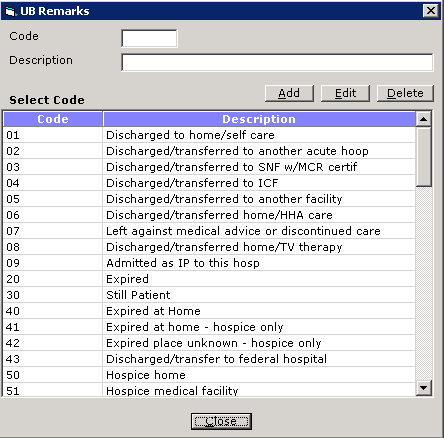 UB Remarks
Code
Description
Add Edit Delete
Select Code
Code Description
01 Discharged to home/self care
02 Discharged/transferred to another acute hoop
03 Discharged/transferred to SNF w/MCR certif
04 Discharged/transferred to ICF
05 Discharged/transferred to another facility
06 Discharged/transferred home/HHA care
07 Left against medical advice or discontinued care
08 Discharged/transferred home/TV therapy
09 Admitted as IP to this hosp
20 Expired
30 Still Patient
40 Expired at Home
41 Expired at home - hospice only
42 Expired place unknown - hospice only
43 Discharged/transfer to federal hospital
50 Hospice home
51 Hospice medical facility
Close